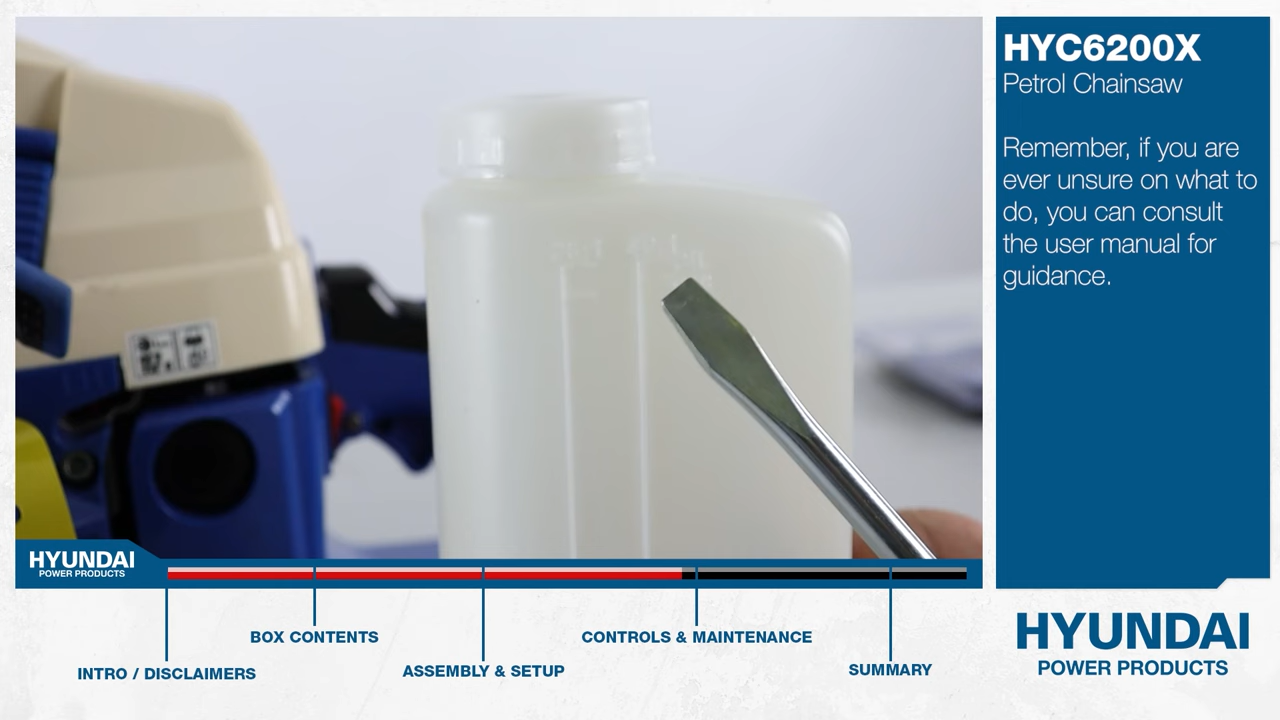 HYC6200X
Petrol Chainsaw
Remember, if you are
ever unsure on what to
do, you can consult
the user manual for
guidance.
HYUNDAI
POWER PRODUCTS
BOX CONTENTS
CONTROLS & MAINTENANCE
INTRO / DISCLAIMERS
ASSEMBLY & SETUP
SUMMARY
HYUNDAI
POWER PRODUCTS